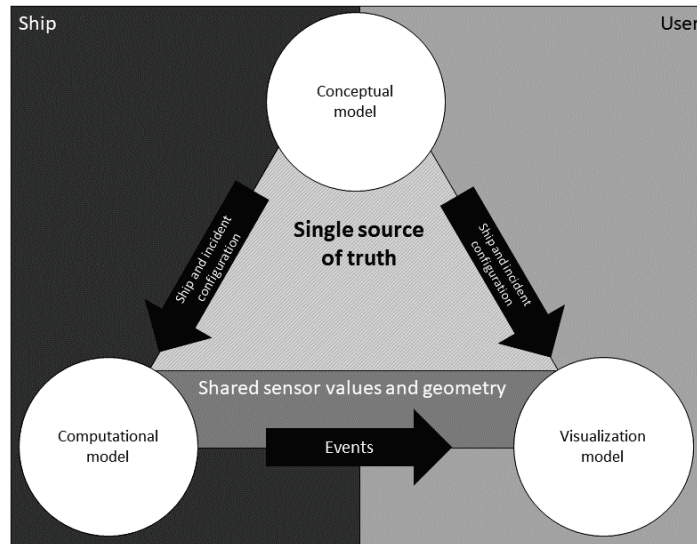 Ship
User
Conceptual
model
Single source
of truth
Ship and incident
configuration
Ship and incident
configuration
Shared sensor values and geometry
Computational
model
Events
Visualization
model